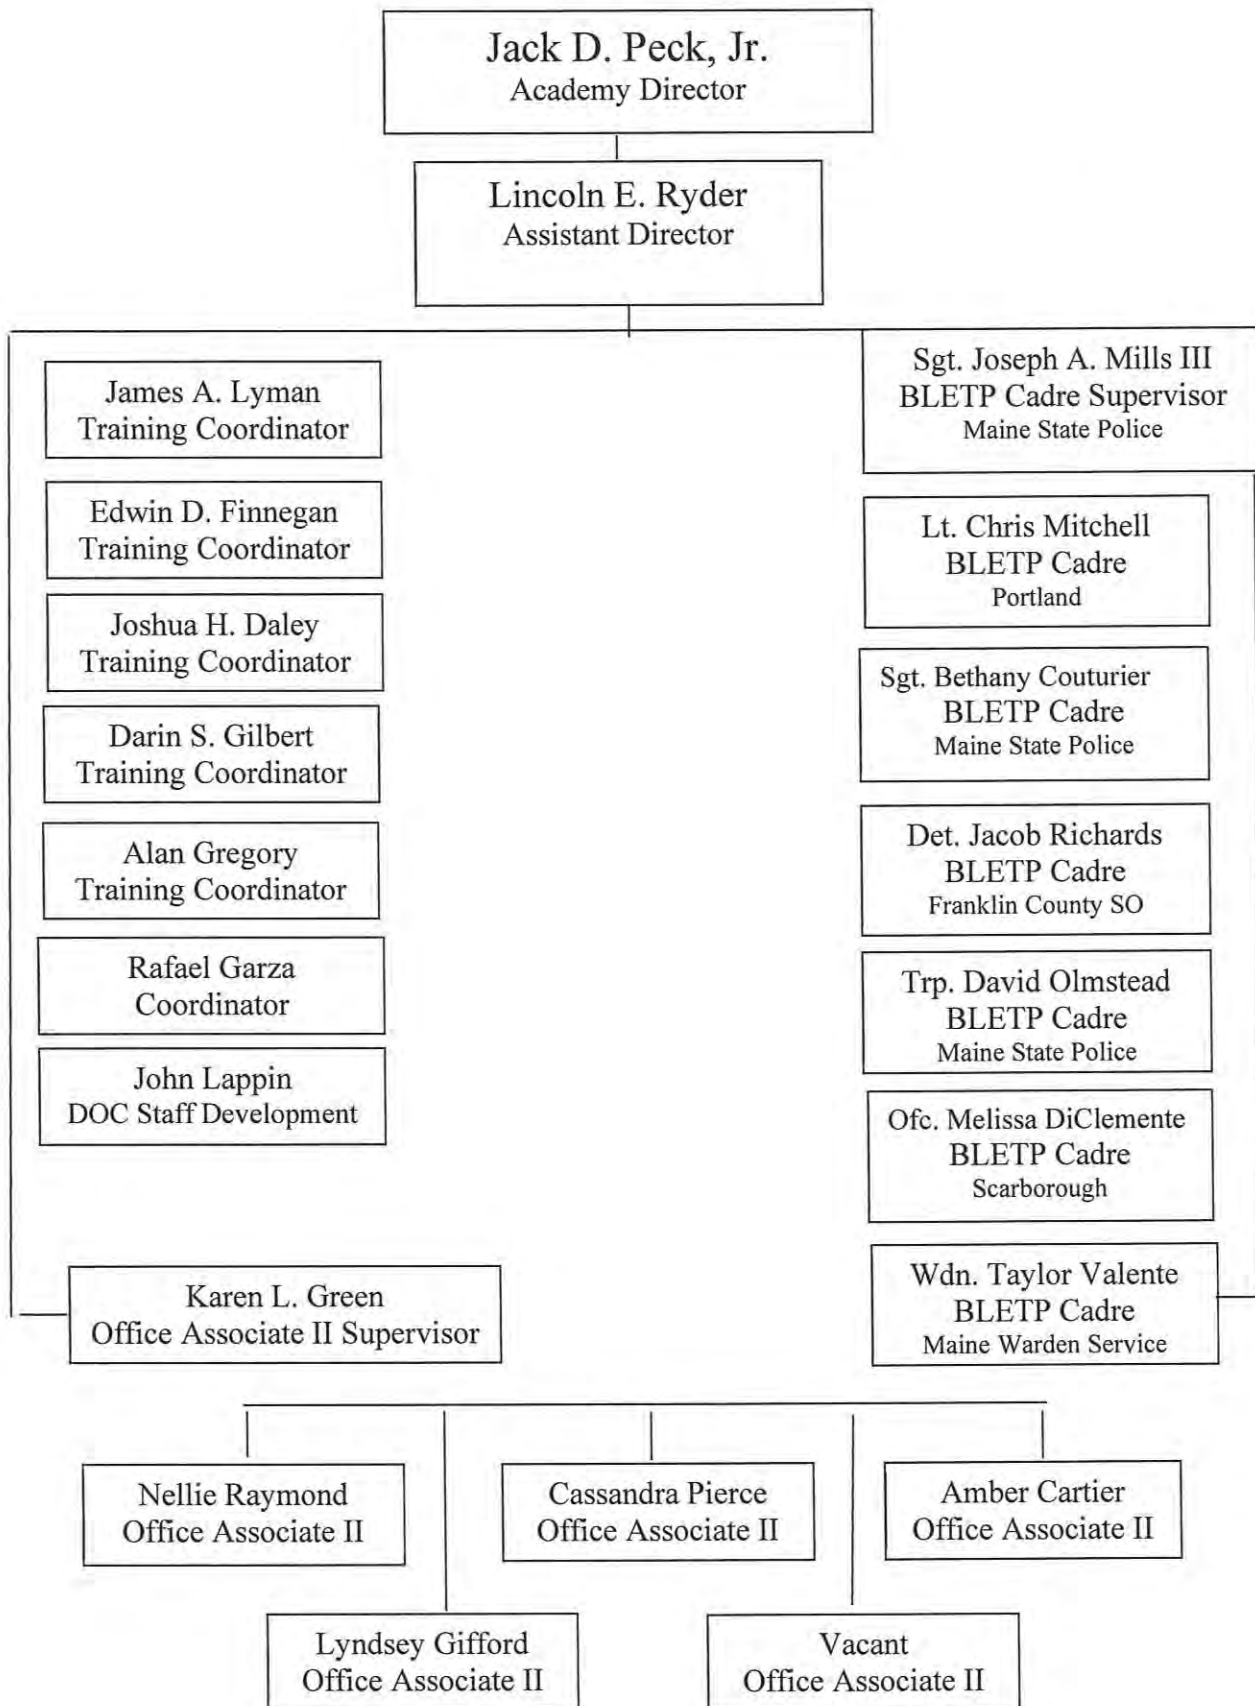 Jack D. Peck, Jr.
Academy Director
Lincoln E. Ryder
Assistant Director
James A. Lyman
Training Coordinator
Edwin D. Finnegan
Training Coordinator
Joshua H. Daley
Training Coordinator
Darin S. Gilbert
Training Coordinator
Alan Gregory
Training Coordinator
Rafael Garza
Coordinator
John Lappin
DOC Staff Development
Sgt. Joseph A. Mills III
BLETP Cadre Supervisor
Maine State Police
Lt. Chris Mitchell
BLETP Cadre
Portland
Sgt. Bethany Couturier
BLETP Cadre
Maine State Police
Det. Jacob Richards
BLETP Cadre
Franklin County SO
Trp. David Olmstead
BLETP Cadre
Maine State Police
Ofc. Melissa DiClemente
BLETP Cadre
Scarborough
Wdn. Taylor Valente
BLETP Cadre
Maine Warden Service
Karen L. Green
Office Associate II Supervisor
Nellie Raymond
Office Associate II
Cassandra Pierce
Office Associate II
Amber Cartier
Office Associate II
Lyndsey Gifford
Office Associate II
Vacant
Office Associate II